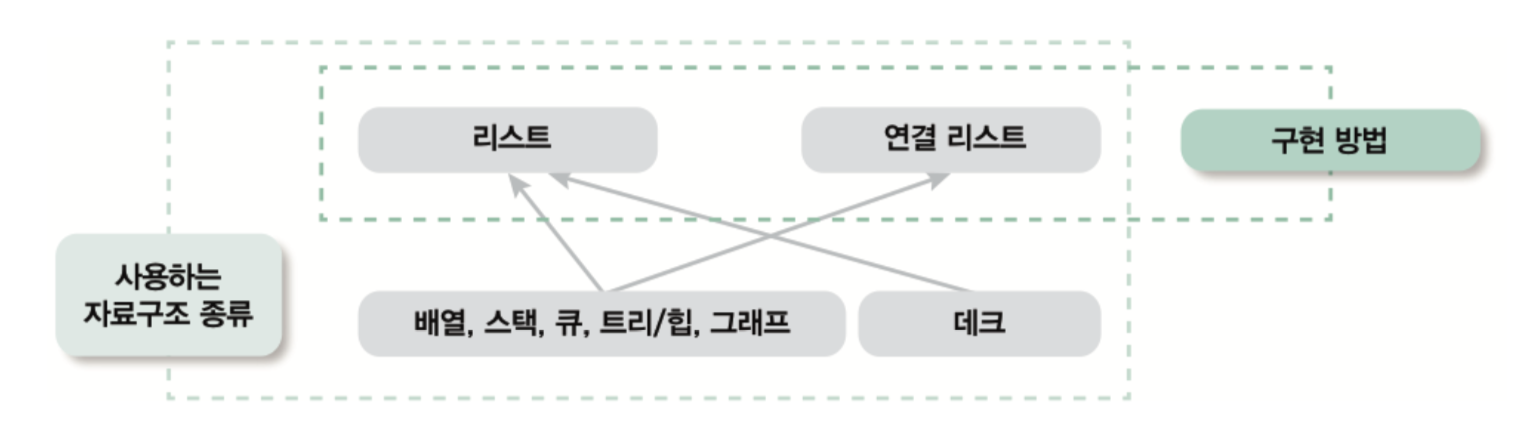 리스트
연결 리스트
구현 방법
사용하는
자료구조 종류
배열, 스택, 큐, 트리/힙, 그래프
데크